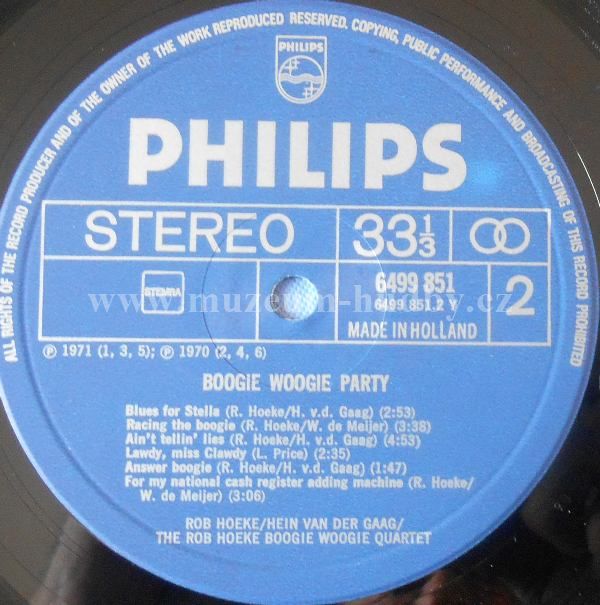 ALL RIGHTS OF THE RECORD PRODUCER AND OF THE OWNER OF THE WORK REPRODUCED RESERVED. COPYING, PUBLIC PERFORMANCE AND BROADCASTING OF THIS RECORD PROHIBITED
PHILIPS
PHILIPS
STEREO
33 1/3
STEMRA
6499 851
6499 851.2 Y
MADE IN HOLLAND
2
www.muzeum-hudby.cz
℗ 1971 (1, 3, 5); ℗ 1970 (2, 4, 6)
BOOGIE WOOGIE PARTY
Blues for Stella (R. Hoeke/H. v.d. Gaag) (2:53)
Racing the boogie (R. Hoeke/W. de Meijer) (3:38)
Ain't tellin' lies (R. Hoeke/H. v.d. Gaag) (4:53)
Lawdy, miss Clawdy (L. Price) (2:35)
Answer boogie (R. Hoeke/H. v.d. Gaag) (1:47)
For my national cash register adding machine (R. Hoeke/
W. de Meijer) (3:06)
ROB HOEKE/HEIN VAN DER GAAG/
THE ROB HOEKE BOOGIE WOOGIE QUARTET